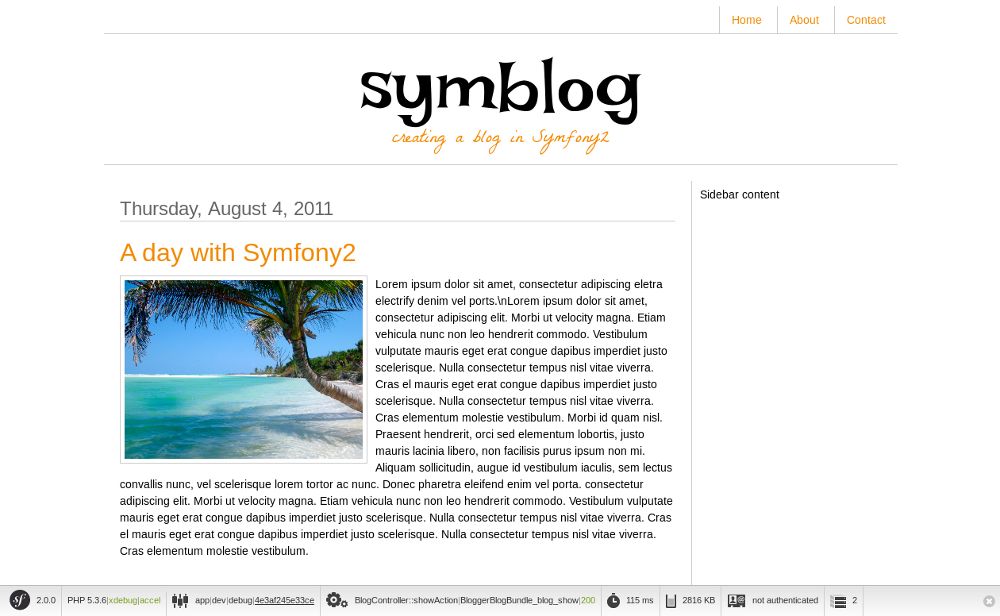 Home About Contact
symblog
creating a blog in Symfony2
Thursday, August 4, 2011
Sidebar content
A day with Symfony2
Lorem ipsum dolor sit amet, consectetur adipiscing eletra
electrify denim vel ports.\nLorem ipsum dolor sit amet,
consectetur adipiscing elit. Morbi ut velocity magna. Etiam
vehicula nunc non leo hendrerit commodo. Vestibulum
vulputate mauris eget erat congue dapibus imperdiet justo
scelerisque. Nulla consectetur tempus nisl vitae viverra.
Cras el mauris eget erat congue dapibus imperdiet justo
scelerisque. Nulla consectetur tempus nisl vitae viverra.
Cras elementum molestie vestibulum. Morbi id quam nisl.
Praesent hendrerit, orci sed elementum lobortis, justo
mauris lacinia libero, non facilisis purus ipsum non mi.
Aliquam sollicitudin, augue id vestibulum iaculis, sem lectus
convallis nunc, vel scelerisque lorem tortor ac nunc. Donec pharetra eleifend enim vel porta. consectetur
adipiscing elit. Morbi ut velocity magna. Etiam vehicula nunc non leo hendrerit commodo. Vestibulum vulputate
mauris eget erat congue dapibus imperdiet justo scelerisque. Nulla consectetur tempus nisl vitae viverra. Cras
el mauris eget erat congue dapibus imperdiet justo scelerisque. Nulla consectetur tempus nisl vitae viverra.
Cras elementum molestie vestibulum.
sf 2.0.0 PHP 5.3.6|xdebug|accel app|dev|debug|4e3af245e33ce BlogController::showAction|BloggerBlogBundle_blog_show|200 115 ms 2816 KB not authenticated 2